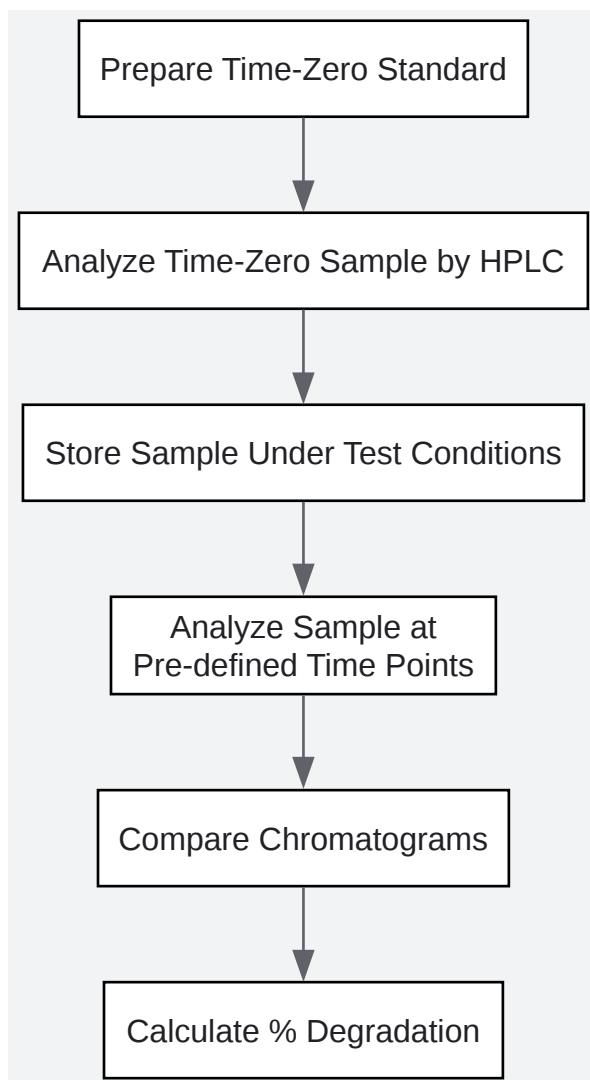 Prepare Time-Zero Standard
Analyze Time-Zero Sample by HPLC
Store Sample Under Test Conditions
Analyze Sample at
Pre-defined Time Points
Compare Chromatograms
Calculate % Degradation